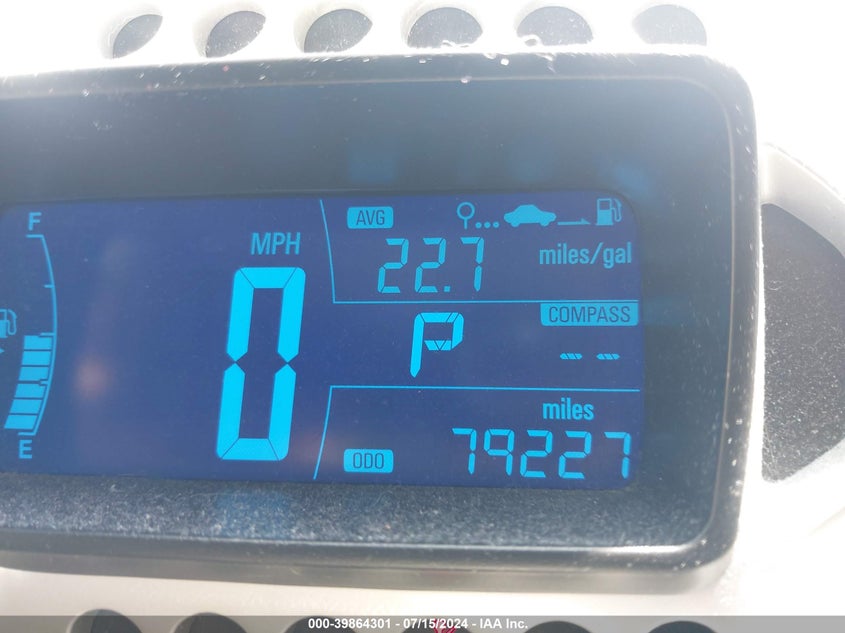 F
MPH
AVG
22.7 miles/gal
0
P
COMPASS
--
E
miles
ODO
79227
000-39864301 - 07/15/2024 - IAA Inc.